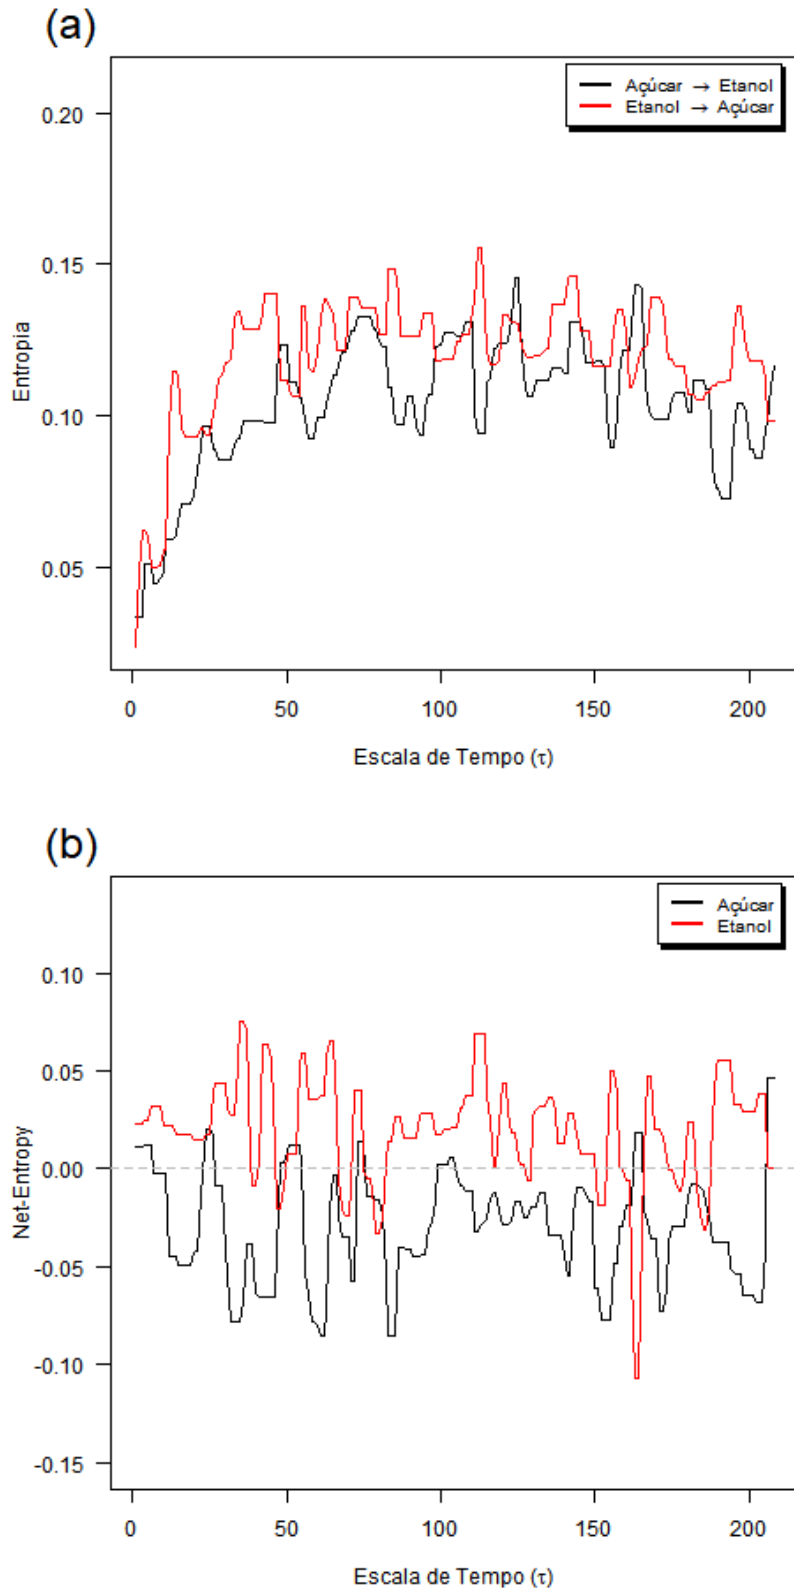 (a)
Açúcar → Etanol
Etanol → Açúcar
0.20
0.15
0.10
0.05
Entropia
0 50 100 150 200
Escala de Tempo (τ)
(b)
Açúcar
Etanol
0.10
0.05
0.00
-0.05
-0.10
-0.15
Net-Entropy
0 50 100 150 200
Escala de Tempo (τ)